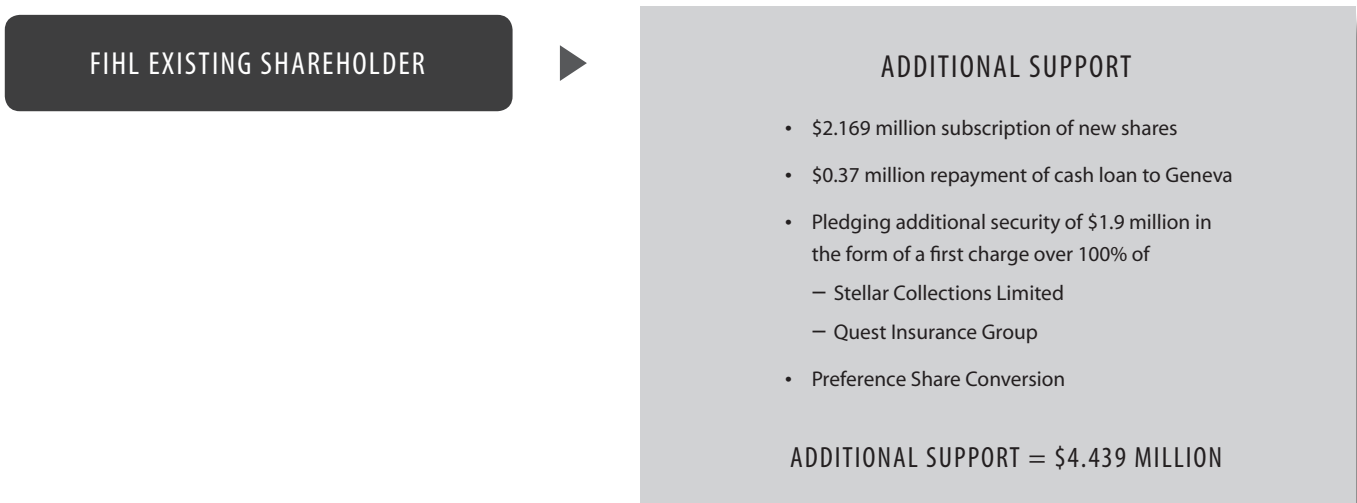 FIHL EXISTING SHAREHOLDER
ADDITIONAL SUPPORT
• $2.169 million subscription of new shares
• $0.37 million repayment of cash loan to Geneva
• Pledging additional security of $1.9 million in
the form of a first charge over 100% of
– Stellar Collections Limited
– Quest Insurance Group
• Preference Share Conversion
ADDITIONAL SUPPORT = $4.439 MILLION